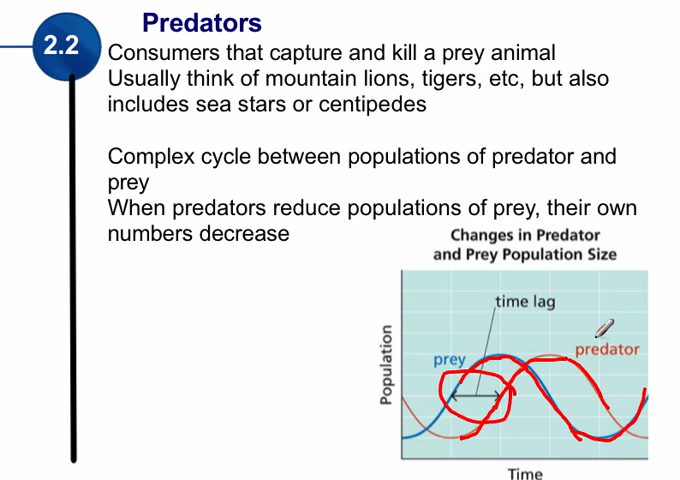 Predators
2.2
Consumers that capture and kill a prey animal
Usually think of mountain lions, tigers, etc, but also
includes sea stars or centipedes
Complex cycle between populations of predator and
prey
When predators reduce populations of prey, their own
numbers decrease
Changes in Predator
and Prey Population Size
time lag
prey
predator
Population
Time